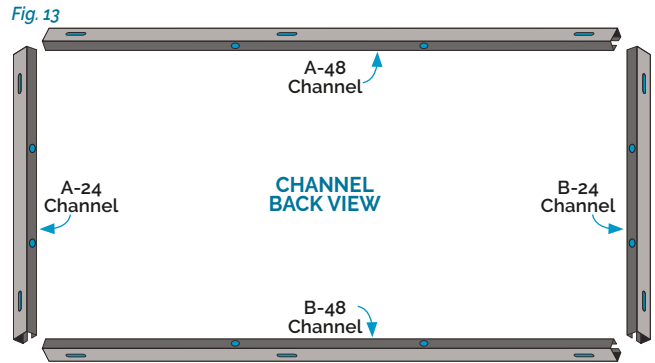 Fig. 13
A-48
Channel
A-24
Channel
CHANNEL
BACK VIEW
B-24
Channel
B-48
Channel